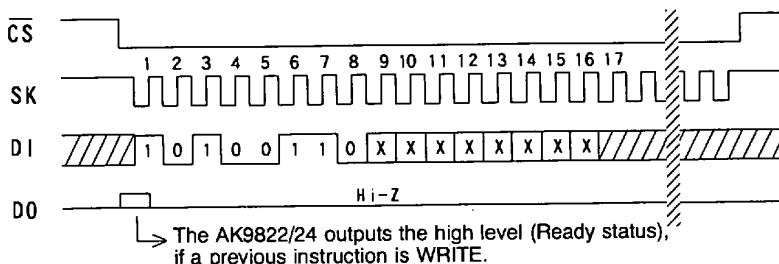 CS
1 2 3 4 5 6 7 8 9 10 11 12 13 14 15 16 17
SK
DI 1 0 1 0 0 1 1 0 X X X X X X X X
Hi-Z
DO
The AK9822/24 outputs the high level (Ready status),
if a previous instruction is WRITE.